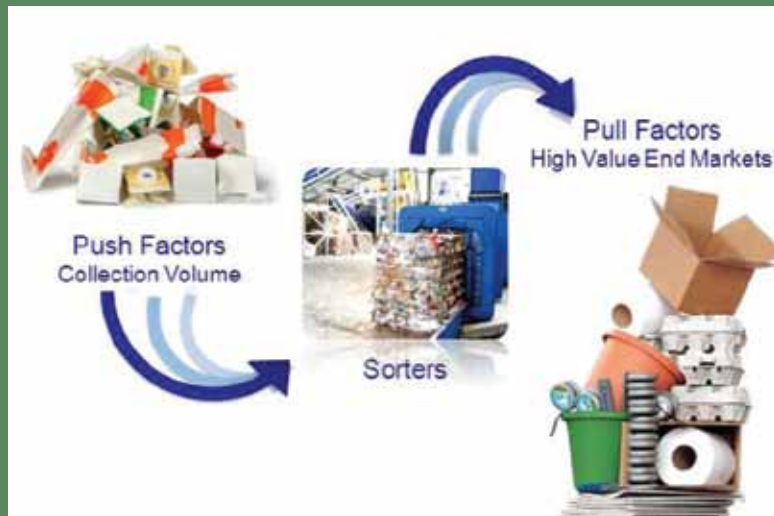 Push Factors
Collection Volume
Sorters
Pull Factors
High Value End Markets